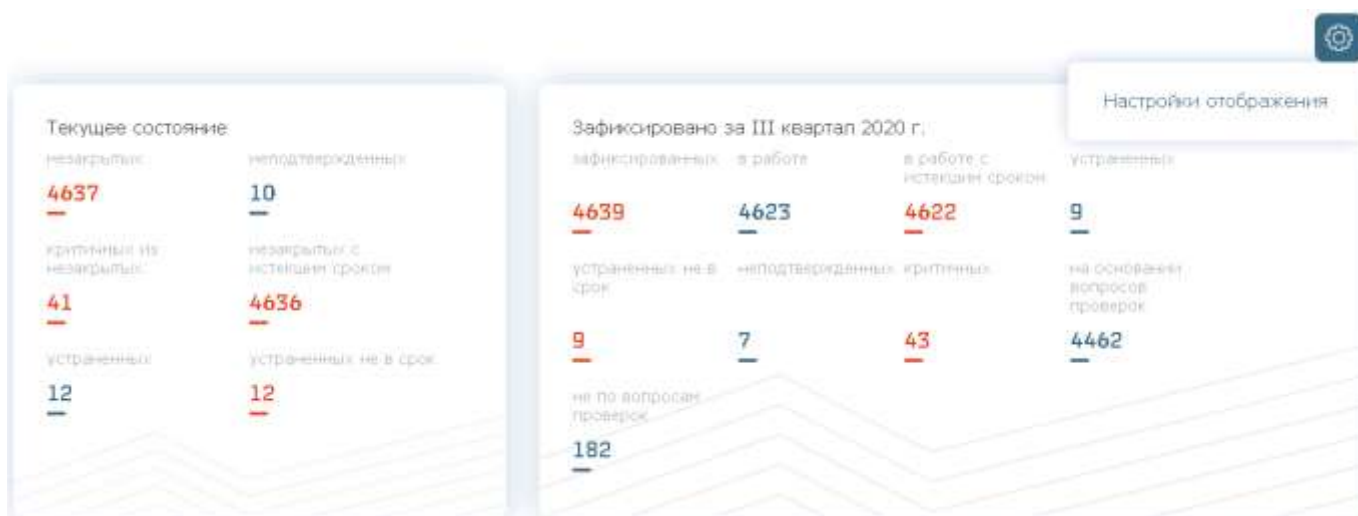 Настройки отображения
Текущее состояние
незакрытых
неподтвержденных
4637
10
критичных из
незакрытых
незакрытых с
истекшим сроком
41
4636
устраненных
устраненных не в срок
12
12
Зафиксировано за III квартал 2020 г.
зафиксированных
в работе
в работе с
истекшим сроком
устраненных
4639
4623
4622
9
устраненных не в
срок
неподтвержденных
критичных
на основании
вопросов
проверок
9
7
43
4462
не по вопросам
проверок
182